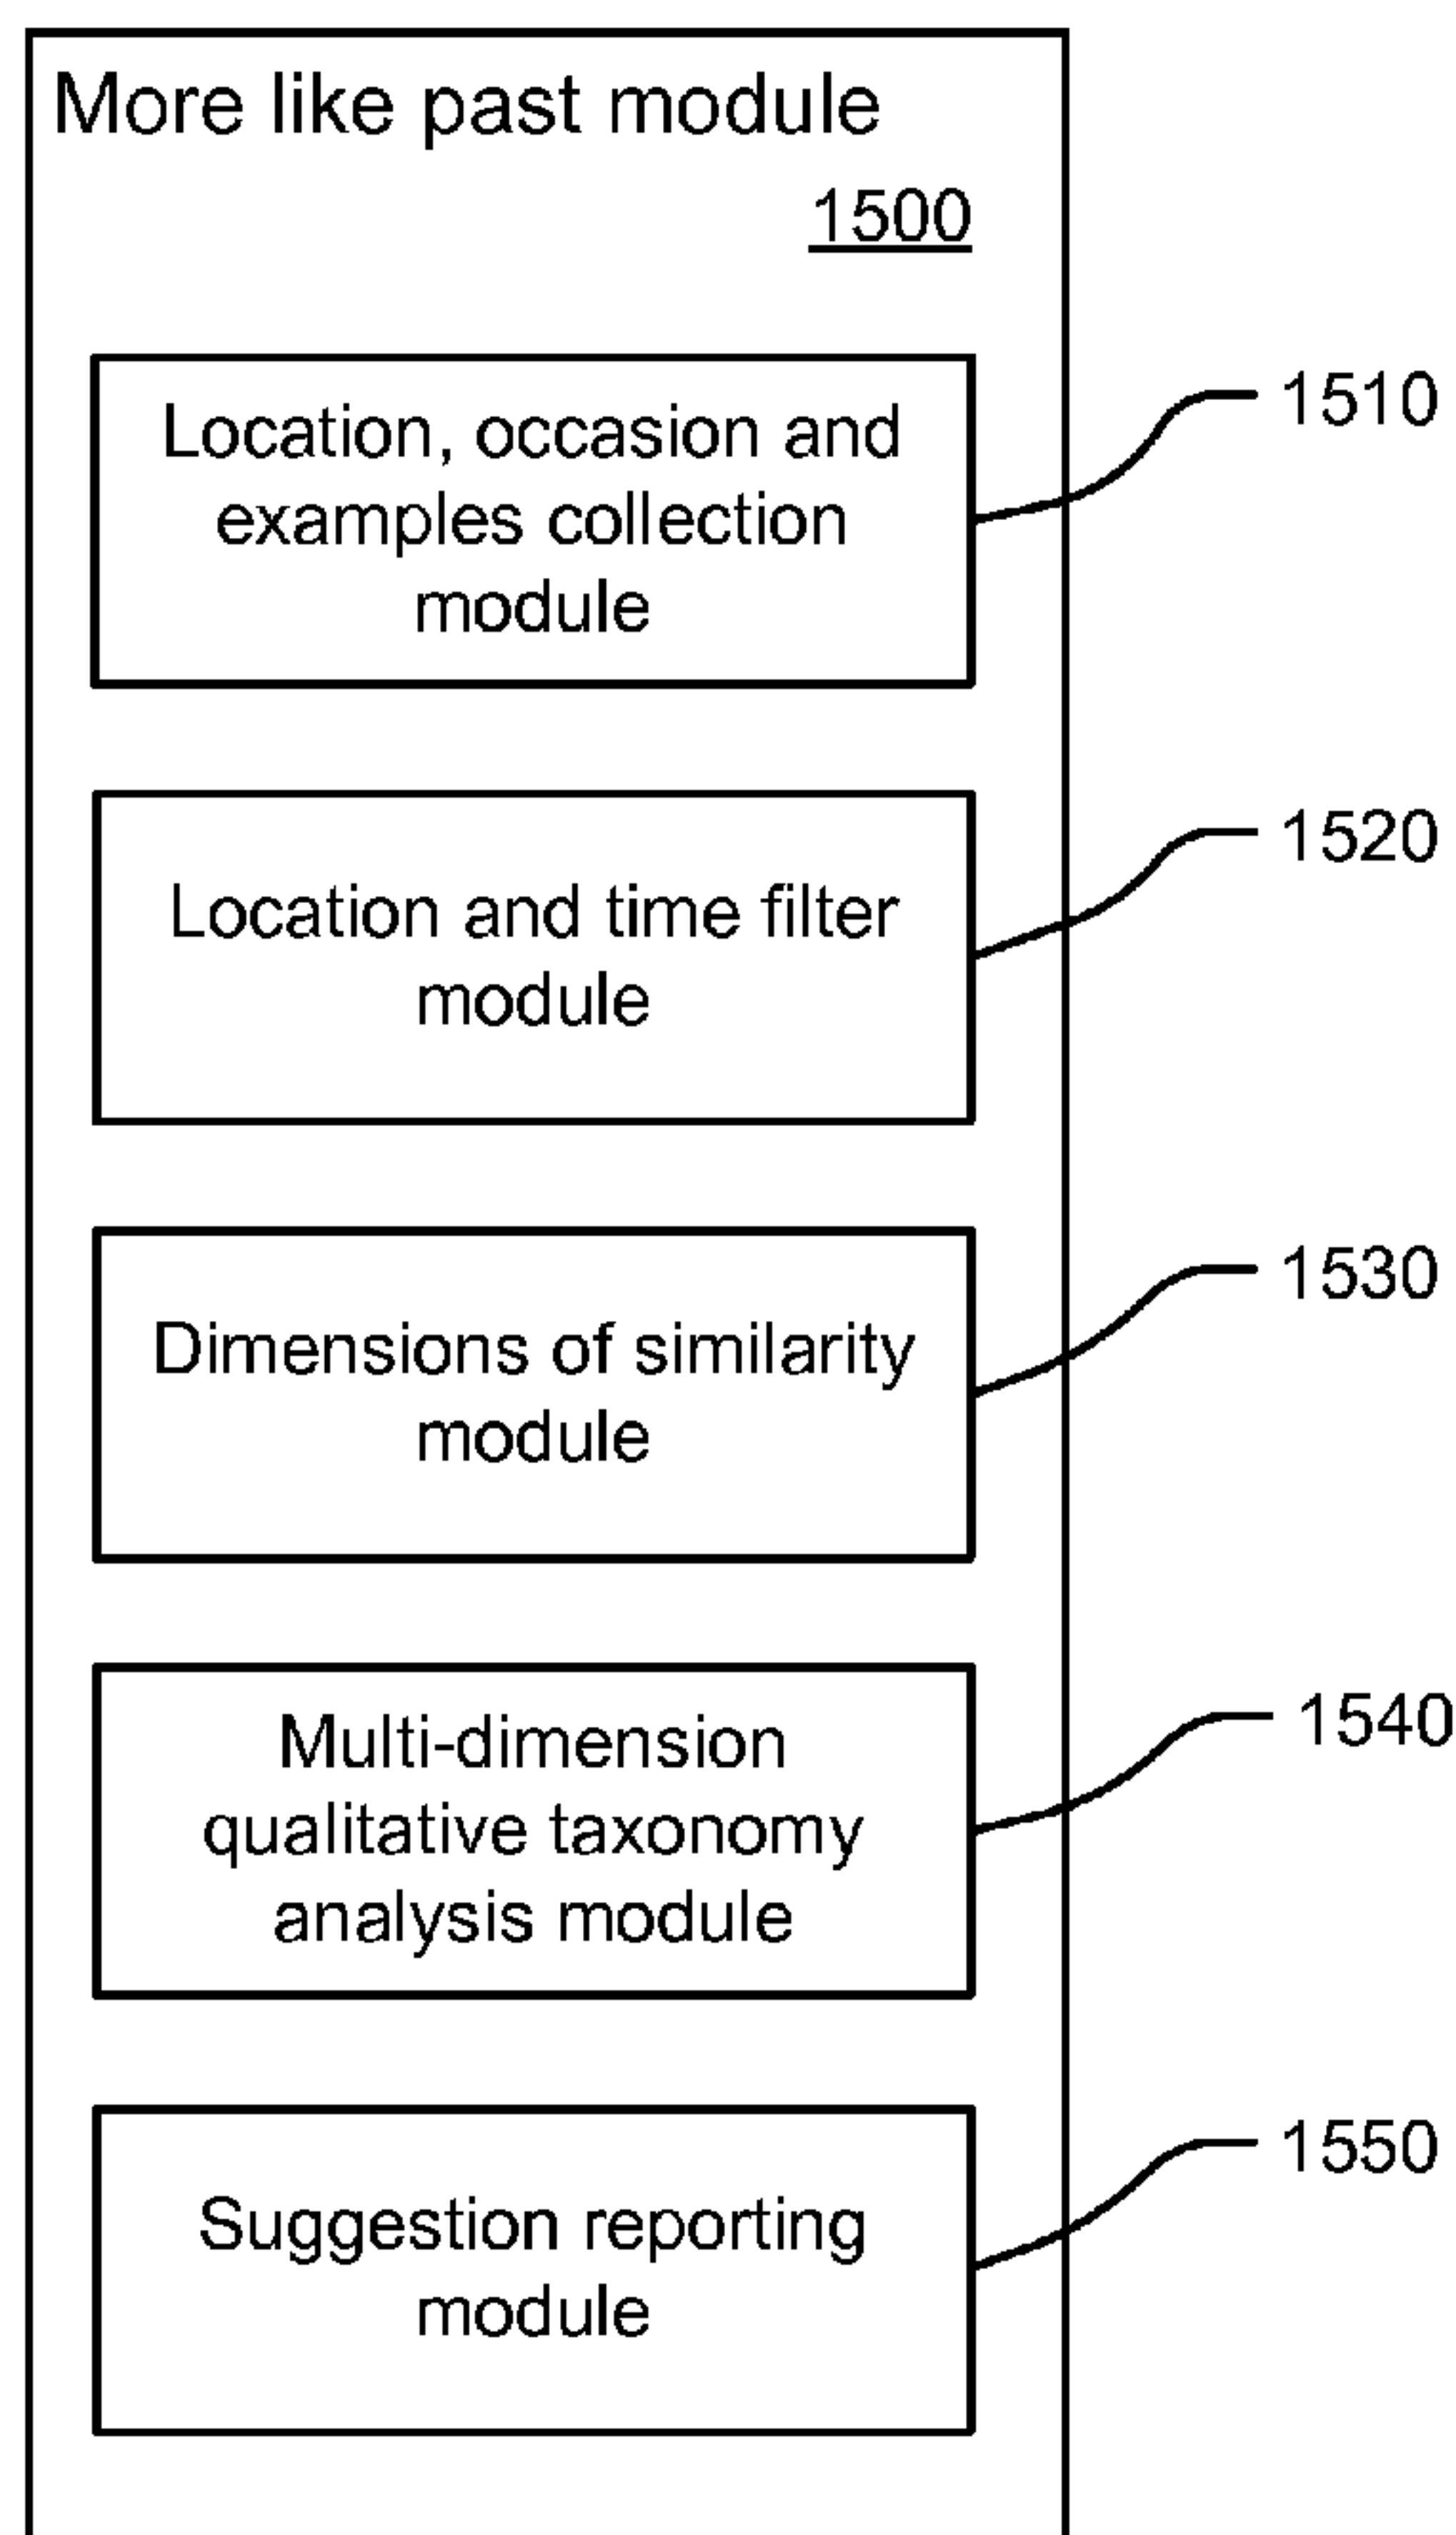 More like past module
1500
Location, occasion and
examples collection
module
1510
Location and time filter
module
1520
Dimensions of similarity
module
1530
Multi-dimension
qualitative taxonomy
analysis module
1540
Suggestion reporting
module
1550